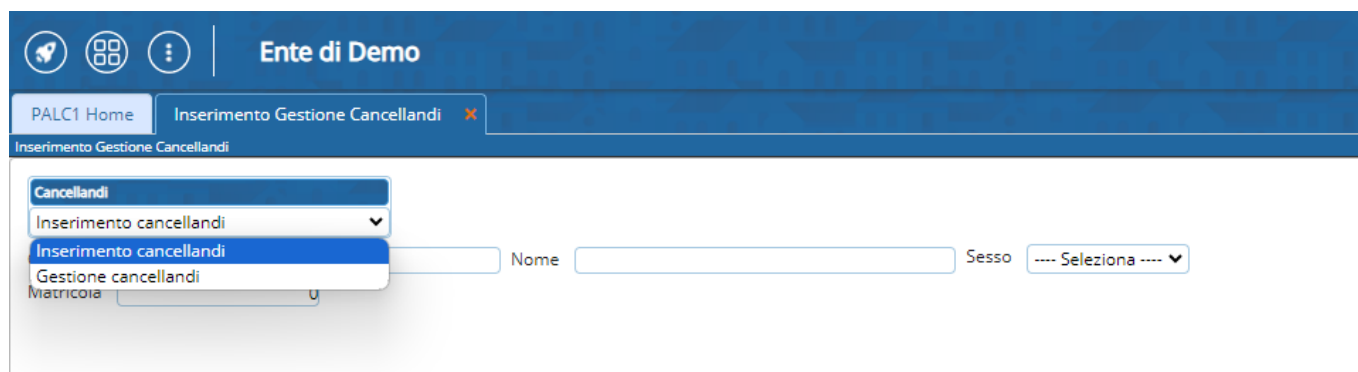 Ente di Demo
PALC1 Home Inserimento Gestione Cancellandi
Inserimento Gestione Cancellandi
Cancellandi
Inserimento cancellandi
Inserimento cancellandi
Gestione cancellandi
Nome Sesso ---- Seleziona ----
Matricola 0